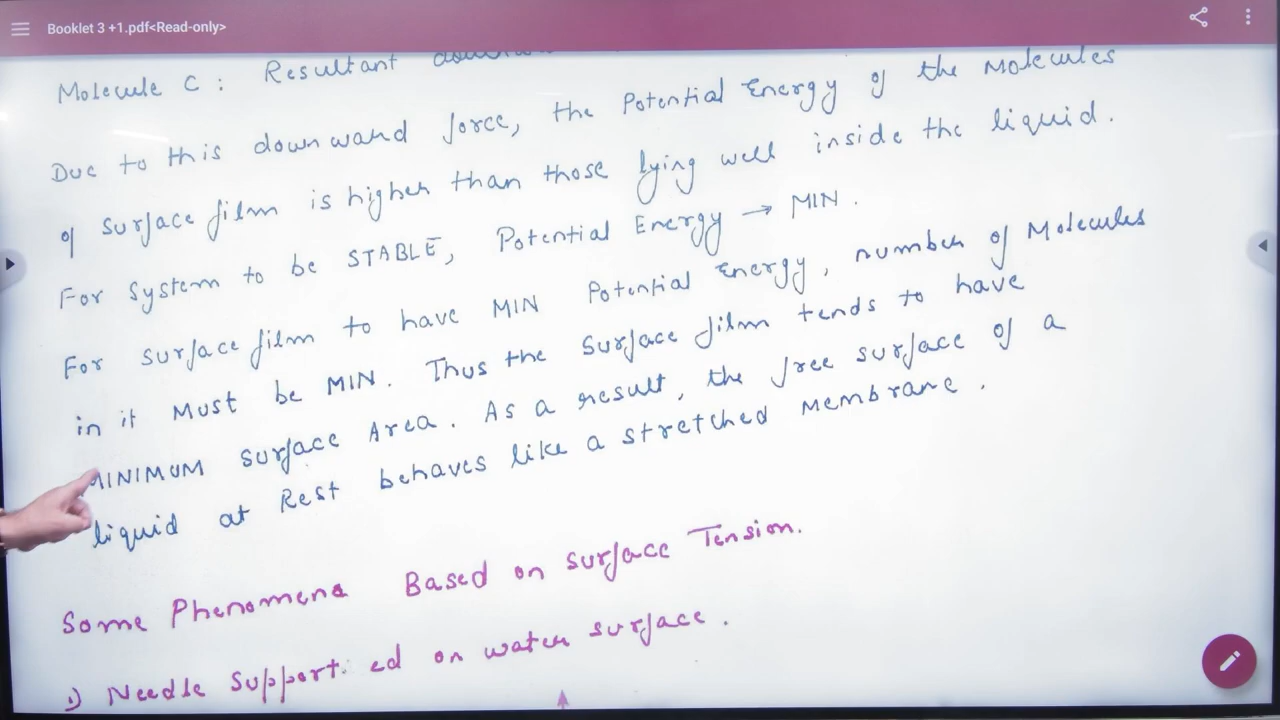 Booklet 3 +1.pdf<Read-only>
Molecule C : Resultant
Due to this downward force, the Potential Energy of the Molecules
of surface film is higher than those lying well inside the liquid.
For system to be STABLE, Potential Energy → MIN.
For surface film to have MIN Potential Energy, number of Molecules
in it Must be MIN. Thus the surface film tends to have
MINIMUM surface Area. As a result, the free surface of a
liquid at Rest behaves like a stretched Membrane.
Some Phenomena Based on surface Tension.
1) Needle Supported on water surface.